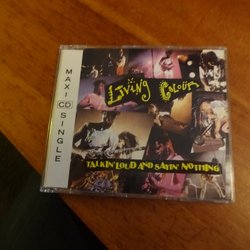 MAXI CD SINGLE
LIVING COLOUR
TALKIN' LOUD AND SAYIN' NOTHING